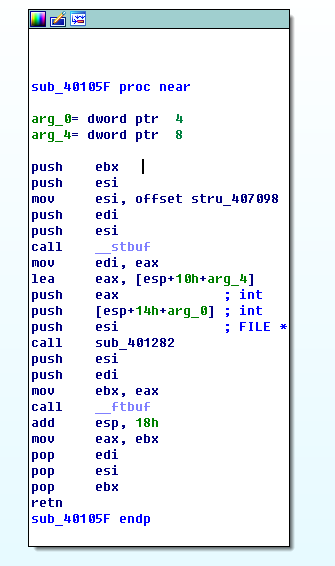 sub_40105F proc near
arg_0= dword ptr  4
arg_4= dword ptr  8
push    ebx
push    esi
mov     esi, offset stru_407098
push    edi
push    esi
call    __stbuf
mov     edi, eax
lea     eax, [esp+10h+arg_4]
push    eax             ; int
push    [esp+14h+arg_0] ; int
push    esi             ; FILE *
call    sub_401282
push    esi
push    edi
mov     ebx, eax
call    __ftbuf
add     esp, 18h
mov     eax, ebx
pop     edi
pop     esi
pop     ebx
retn
sub_40105F endp